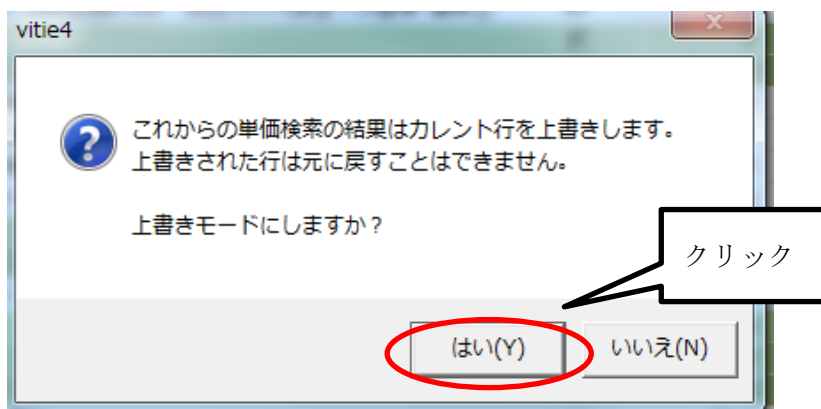 vitie4
これからの単価検索の結果はカレント行を上書きします。
上書きされた行は元に戻すことはできません。
上書きモードにしますか？
クリック
はい(Y)
いいえ(N)